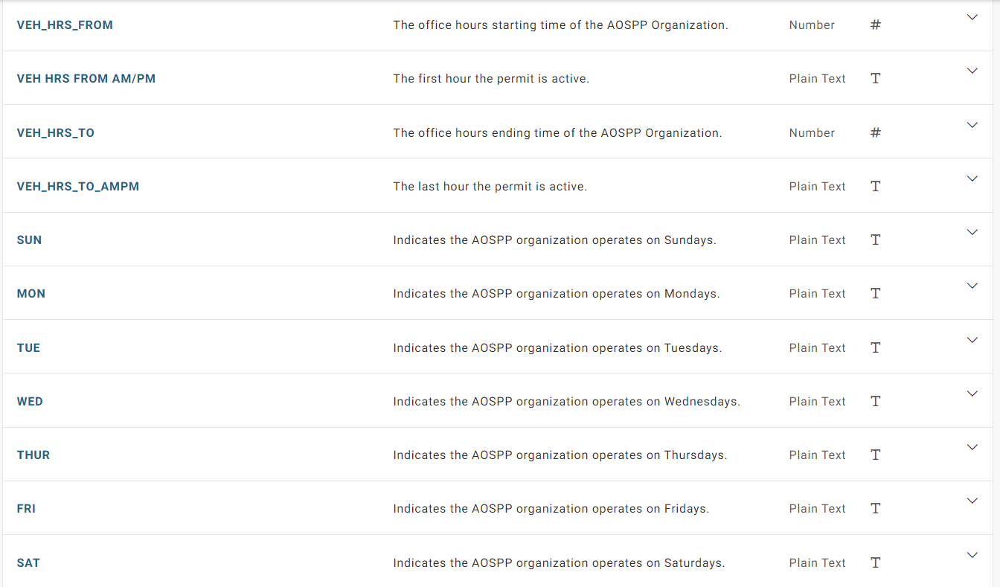 VEH_HRS_FROM The office hours starting time of the AOSPP Organization. Number #
VEH HRS FROM AM/PM The first hour the permit is active. Plain Text T
VEH_HRS_TO The office hours ending time of the AOSPP Organization. Number #
VEH_HRS_TO_AMPM The last hour the permit is active. Plain Text T
SUN Indicates the AOSPP organization operates on Sundays. Plain Text T
MON Indicates the AOSPP organization operates on Mondays. Plain Text T
TUE Indicates the AOSPP organization operates on Tuesdays. Plain Text T
WED Indicates the AOSPP organization operates on Wednesdays. Plain Text T
THUR Indicates the AOSPP organization operates on Thursdays. Plain Text T
FRI Indicates the AOSPP organization operates on Fridays. Plain Text T
SAT Indicates the AOSPP organization operates on Saturdays. Plain Text T